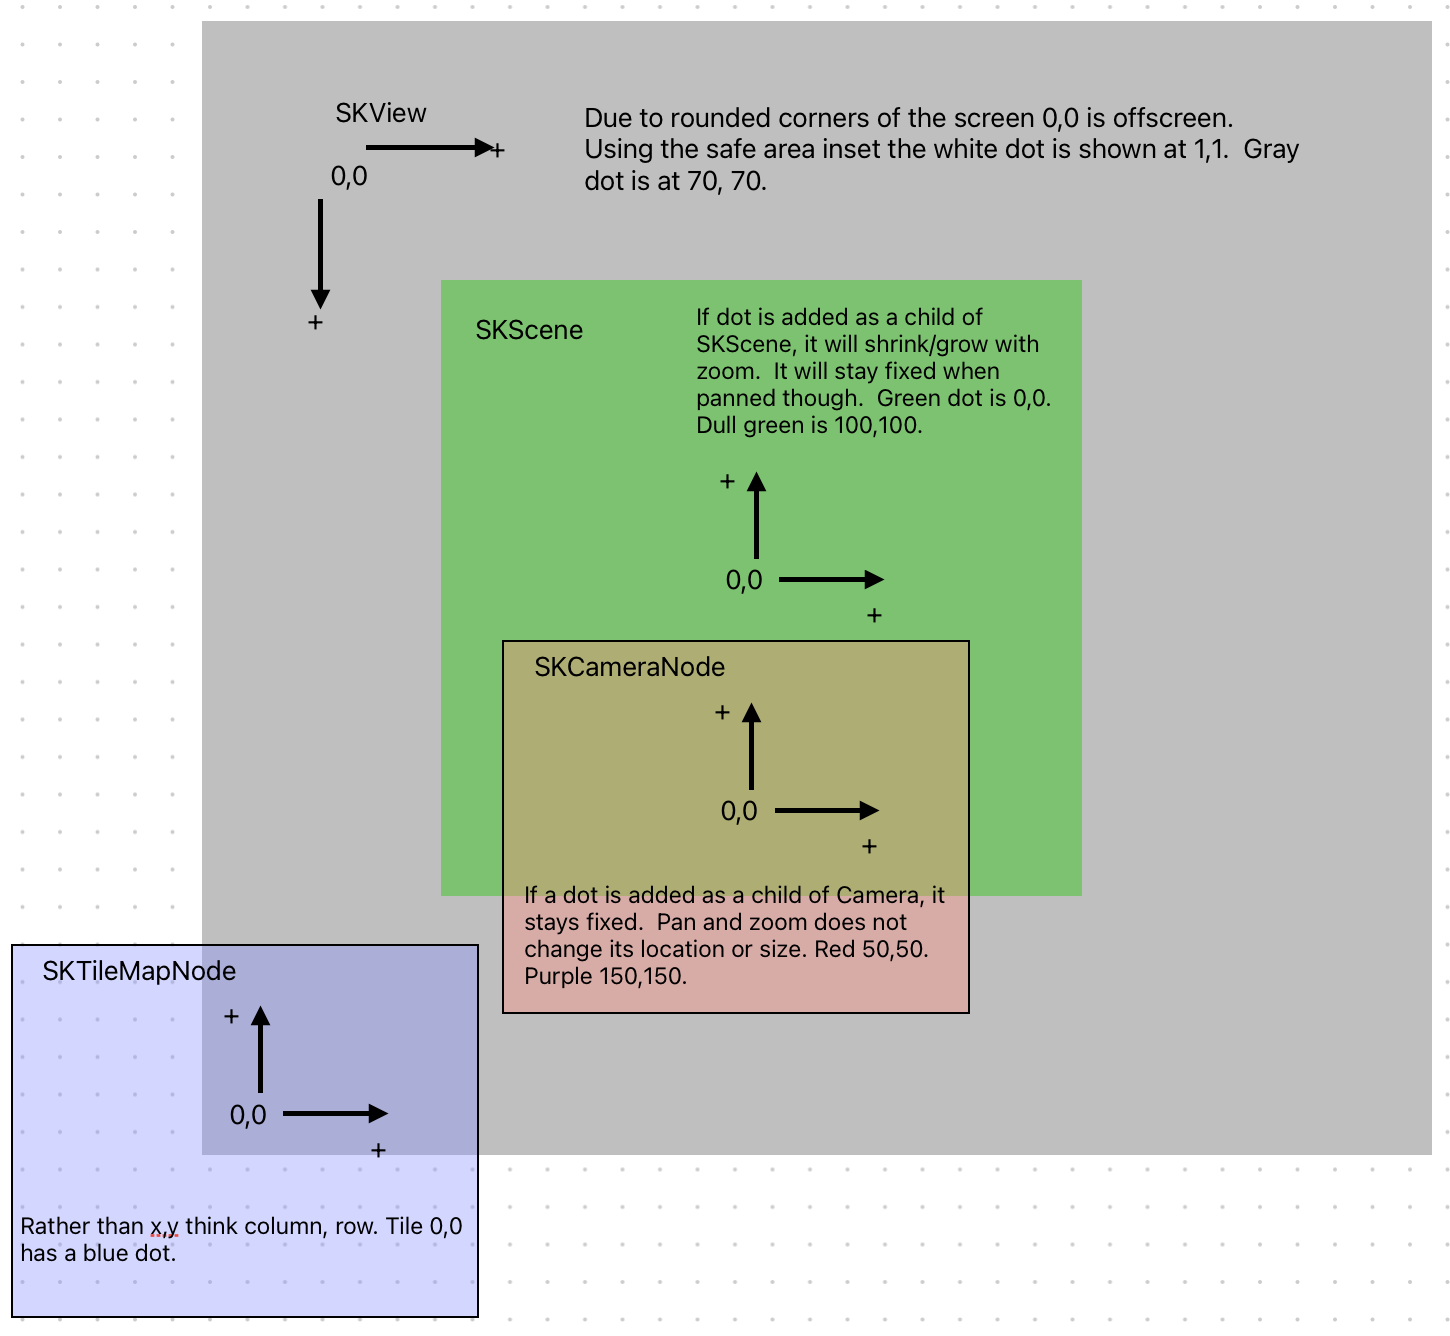 SKView
+
0,0
+
Due to rounded corners of the screen 0,0 is offscreen.
Using the safe area inset the white dot is shown at 1,1.  Gray
dot is at 70, 70.
SKScene
If dot is added as a child of
SKScene, it will shrink/grow with
zoom.  It will stay fixed when
panned though.  Green dot is 0,0.
Dull green is 100,100.
+
0,0
+
SKCameraNode
+
0,0
+
If a dot is added as a child of Camera, it
stays fixed.  Pan and zoom does not
change its location or size. Red 50,50.
Purple 150,150.
SKTileMapNode
+
0,0
+
Rather than x,y think column, row. Tile 0,0
has a blue dot.